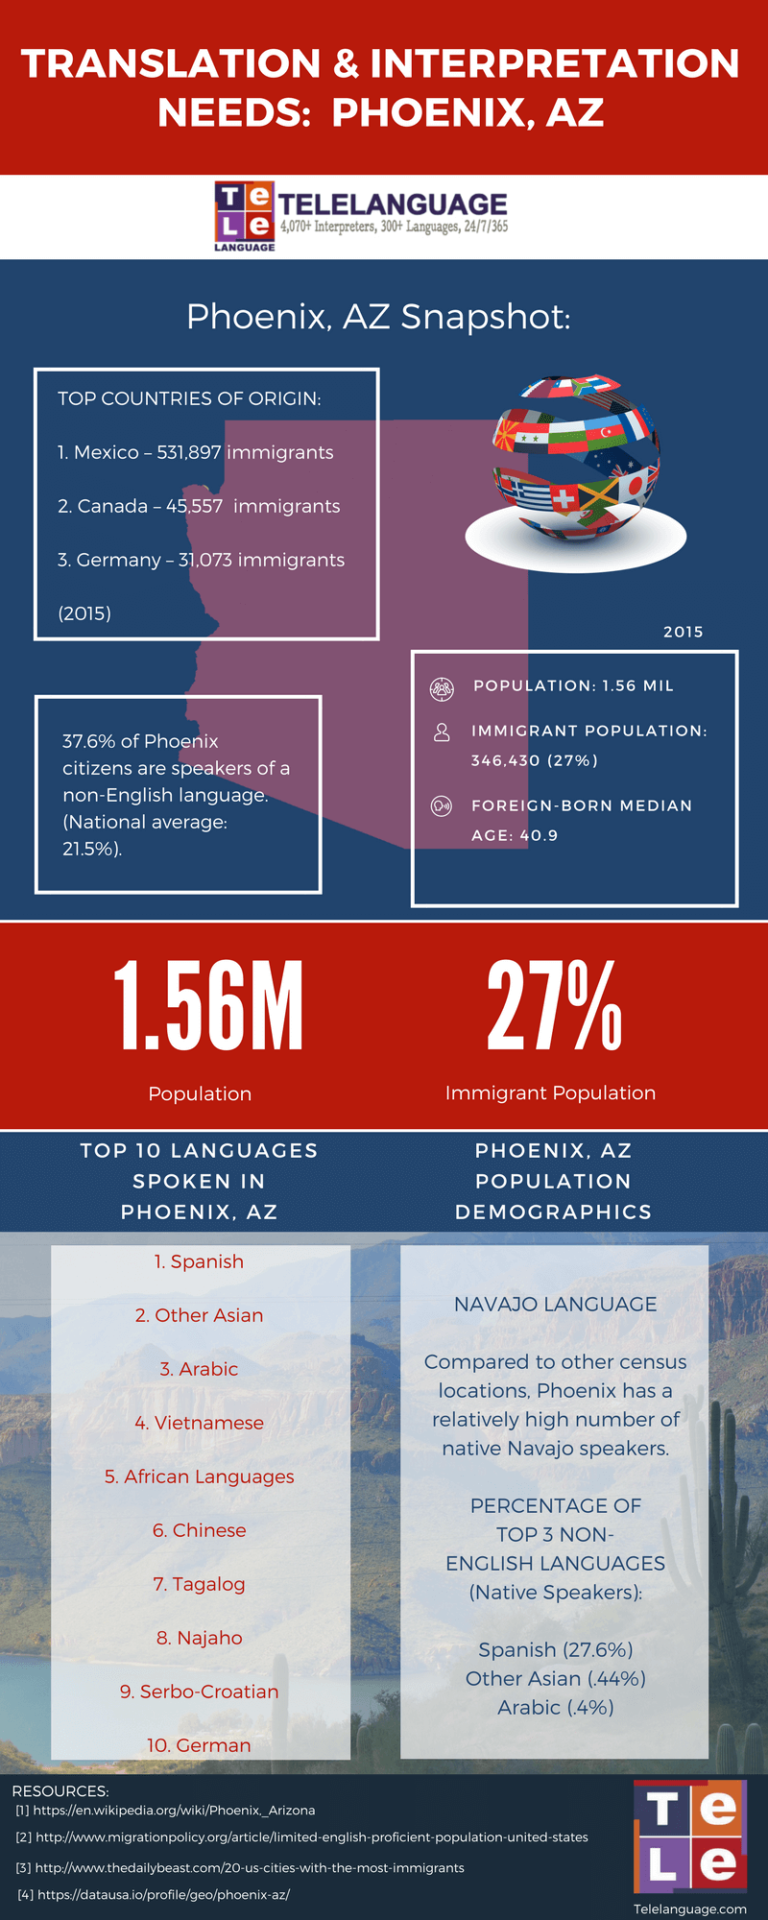 TRANSLATION & INTERPRETATION
NEEDS: PHOENIX, AZ
Te
Le
LANGUAGE
TELELANGUAGE
4,070+ Interpreters, 300+ Languages, 24/7/365
Phoenix, AZ Snapshot:
TOP COUNTRIES OF ORIGIN:
1. Mexico – 531,897 immigrants
2. Canada – 45,557 immigrants
3. Germany – 31,073 immigrants
(2015)
2015
POPULATION: 1.56 MIL
IMMIGRANT POPULATION:
346,430 (27%)
FOREIGN-BORN MEDIAN
AGE: 40.9
37.6% of Phoenix
citizens are speakers of a
non-English language.
(National average:
21.5%).
1.56M
Population
27%
Immigrant Population
TOP 10 LANGUAGES
SPOKEN IN
PHOENIX, AZ
1. Spanish
2. Other Asian
3. Arabic
4. Vietnamese
5. African Languages
6. Chinese
7. Tagalog
8. Najaho
9. Serbo-Croatian
10. German
PHOENIX, AZ
POPULATION
DEMOGRAPHICS
NAVAJO LANGUAGE
Compared to other census
locations, Phoenix has a
relatively high number of
native Navajo speakers.
PERCENTAGE OF
TOP 3 NON-
ENGLISH LANGUAGES
(Native Speakers):
Spanish (27.6%)
Other Asian (.44%)
Arabic (.4%)
RESOURCES:
[1] https://en.wikipedia.org/wiki/Phoenix,_Arizona
[2] http://www.migrationpolicy.org/article/limited-english-proficient-population-united-states
[3] http://www.thedailybeast.com/20-us-cities-with-the-most-immigrants
[4] https://datausa.io/profile/geo/phoenix-az/
Te
Le
Telelanguage.com